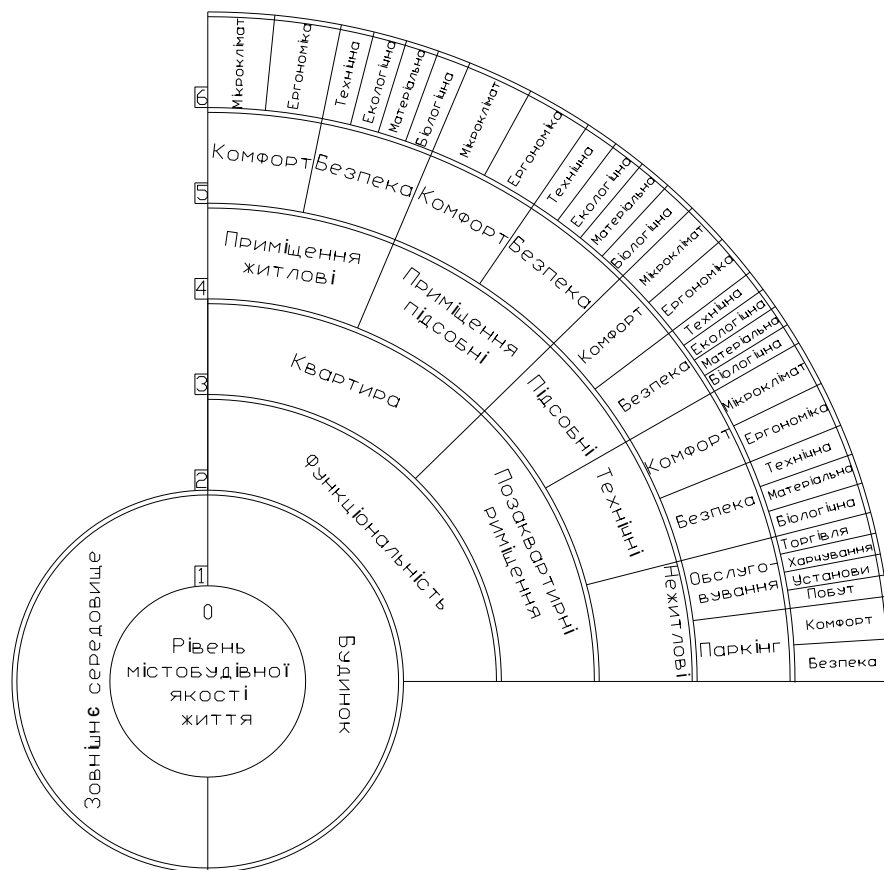 0
Рівень
містобудівної
якості
життя
1
Зовнішнє середовище
Будинок
2
Функціональність
3
Квартира
Позаквартирні
риміщення
4
Приміщення
житлові
Приміщення
підсобні
Підсобні
Технічні
Нежитлові
5
Комфорт
Безпека
Комфорт
Безпека
Комфорт
Безпека
Комфорт
Безпека
Обслуго-
вування
Паркінг
6
Мікроклімат
Ергономіка
Технічна
Екологічна
Матеріальна
Біологічна
Мікроклімат
Ергономіка
Технічна
Екологічна
Матеріальна
Біологічна
Мікроклімат
Ергономіка
Технічна
Екологічна
Матеріальна
Біологічна
Мікроклімат
Ергономіка
Технічна
Матеріальна
Біологічна
Торгівля
Харчування
Установи
Побут
Комфорт
Безпека